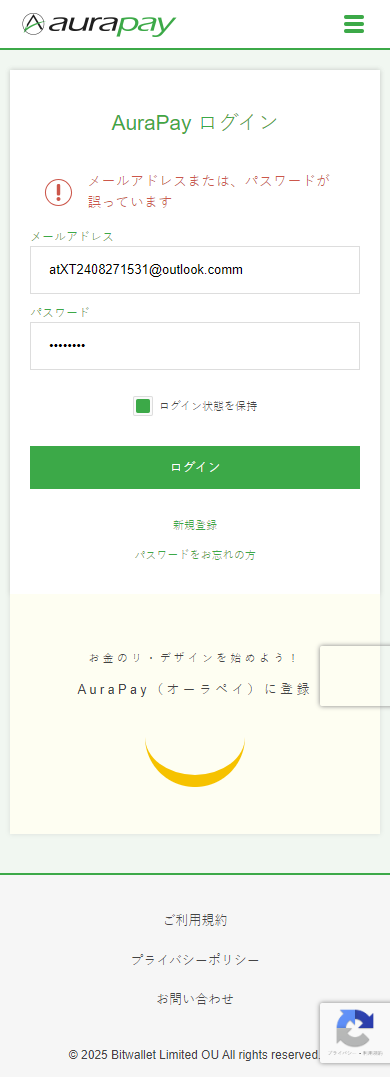 aurapay
AuraPay ログイン
メールアドレスまたは、パスワードが
誤っています
メールアドレス
atXT2408271531@outlook.comm
パスワード
••••••••
ログイン状態を保持
ログイン
新規登録
パスワードをお忘れの方
お金のリ・デザインを始めよう！
AuraPay（オーラペイ）に登録
ご利用規約
プライバシーポリシー
お問い合わせ
プライバシー • 利用規約
© 2025 Bitwallet Limited OU All rights reserved.